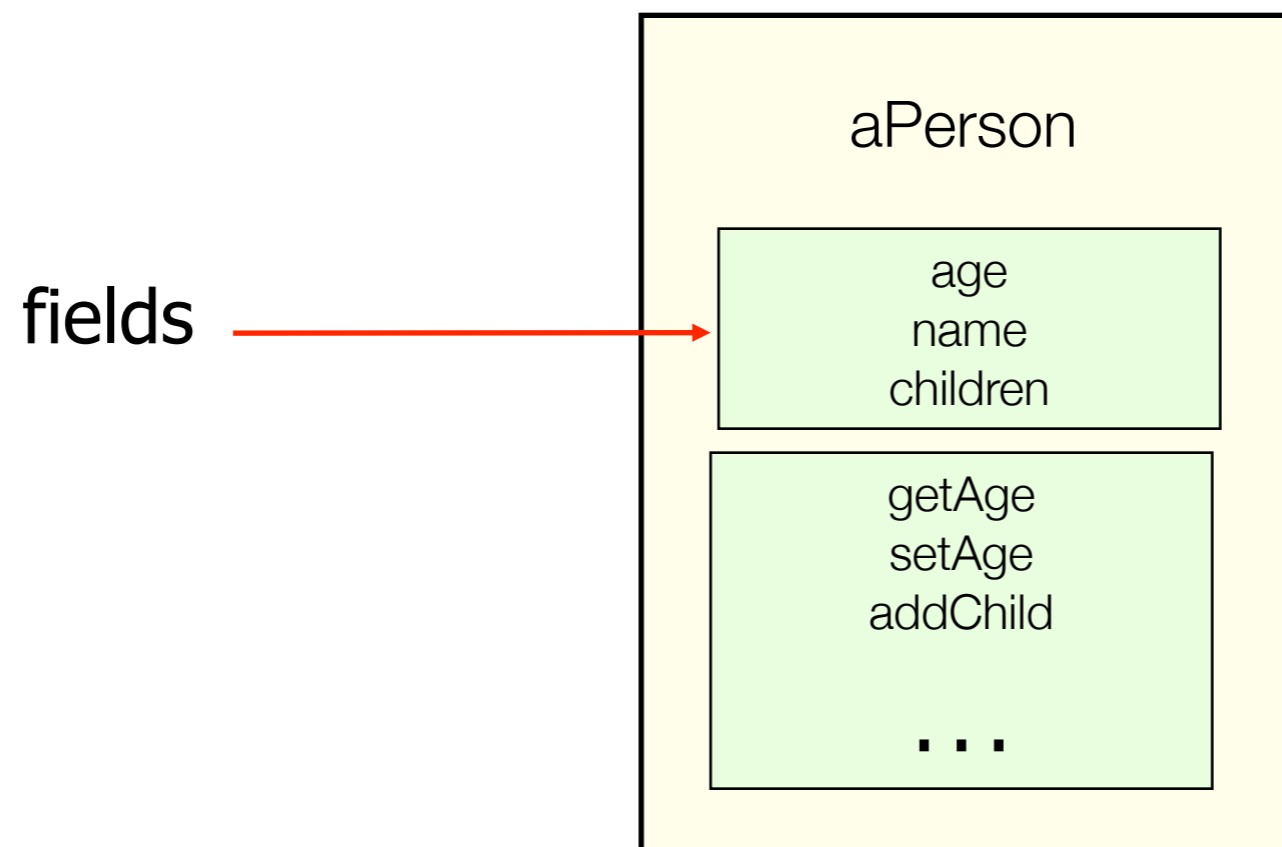 aPerson
fields
age
name
children
getAge
setAge
addChild
...